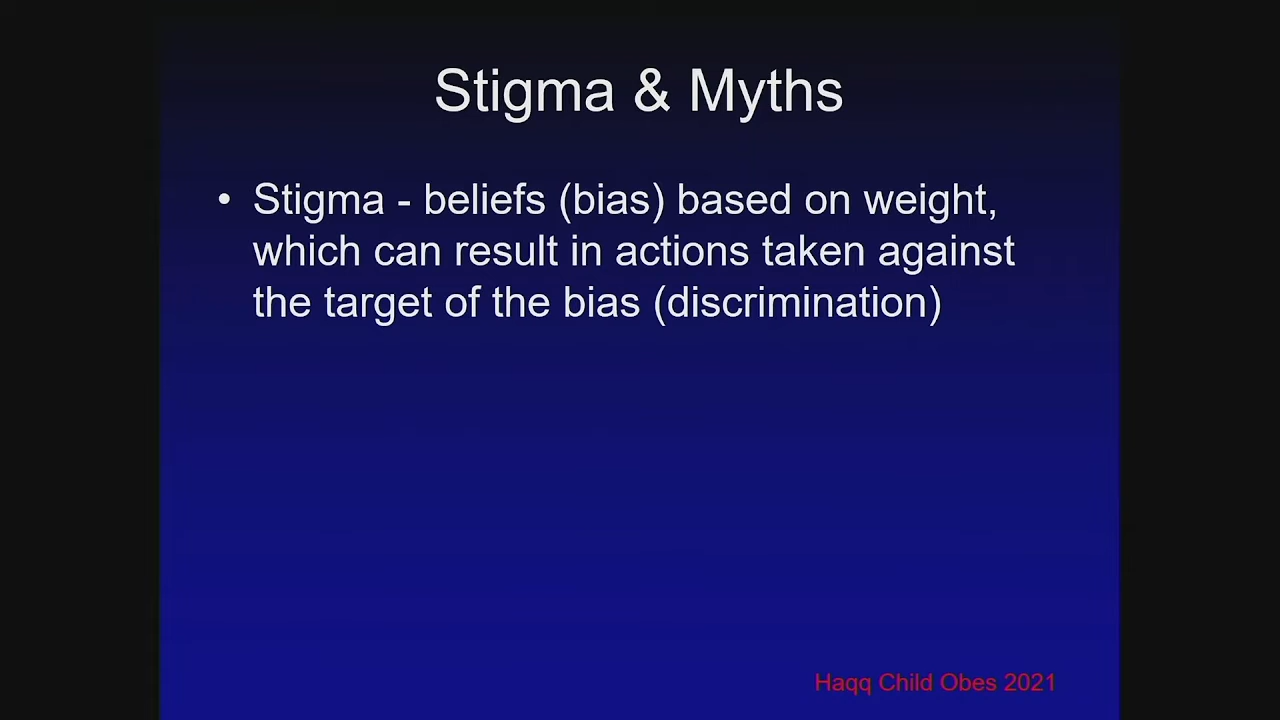 Stigma & Myths
• Stigma - beliefs (bias) based on weight,
which can result in actions taken against
the target of the bias (discrimination)
Haqq Child Obes 2021